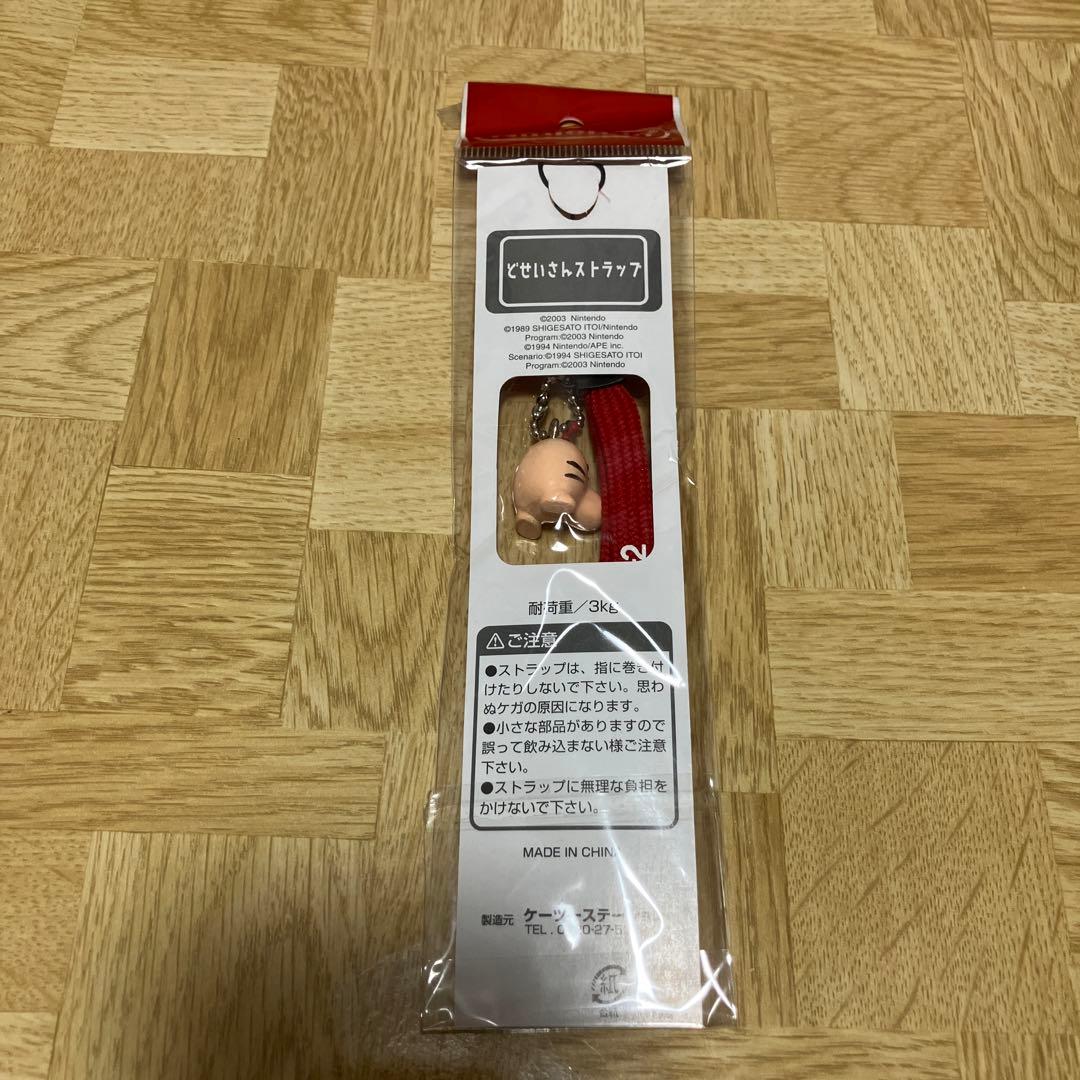 どせいさんストラップ
©2003 Nintendo
©1989 SHIGESATO ITOI/Nintendo
Program:©2003 Nintendo
©1994 Nintendo/APE inc.
Scenario:©1994 SHIGESATO ITOI
Program:©2003 Nintendo
耐荷重／3kg
ご注意
●ストラップは、指に巻き付
けたりしないで下さい。思わ
ぬケガの原因になります。
●小さな部品がありますので
誤って飲み込まない様ご注意
下さい。
●ストラップに無理な負担を
かけないで下さい。
MADE IN CHINA
製造元
TEL.
紙